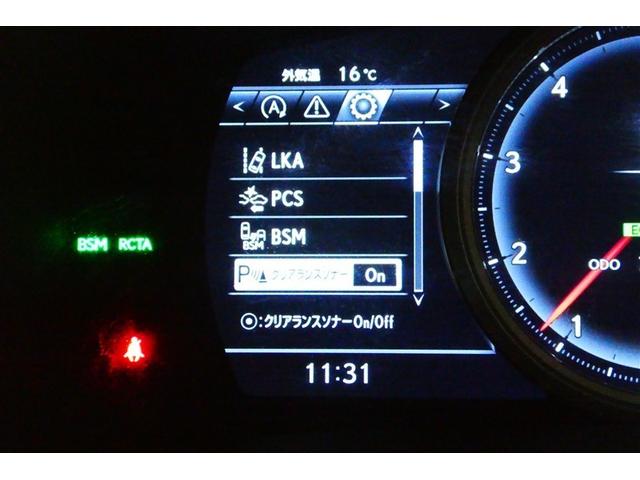 外気温 16℃
< A >
LKA
PCS
BSM BSM
P クリアランスソナー On
◉:クリアランスソナーOn/Off
11:31
BSM RCTA
4
3
2
1
ODO